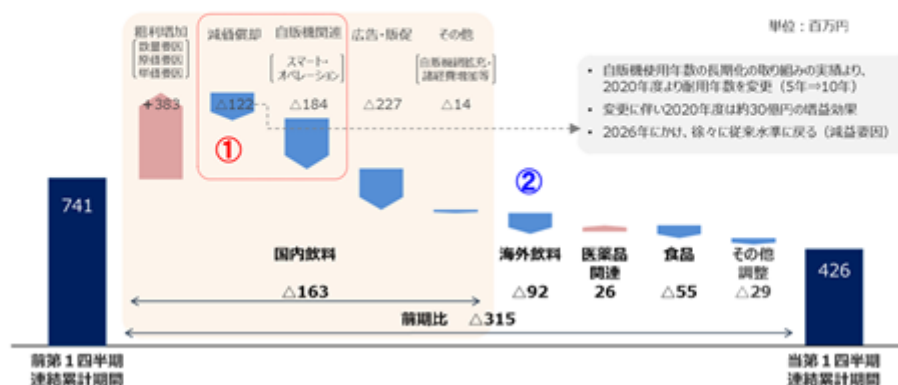 単位：百万円
粗利増加
数量要因
原価要因
単価要因
+383
減価償却
△122
自販機関連
スマート・
オペレーション
△184
広告・販促
△227
その他
自販機網拡充・
諸経費増加等
△14
• 自販機使用年数の長期化の取り組みの実績より、
2020年度より耐用年数を変更（5年⇒10年）
• 変更に伴い2020年度は約30億円の増益効果
• 2026年にかけ、徐々に従来水準に戻る（減益要因）
①
②
741
国内飲料
△163
海外飲料
△92
医薬品
関連
26
食品
△55
その他
調整
△29
426
前期比 △315
前第１四半期
連結累計期間
当第１四半期
連結累計期間